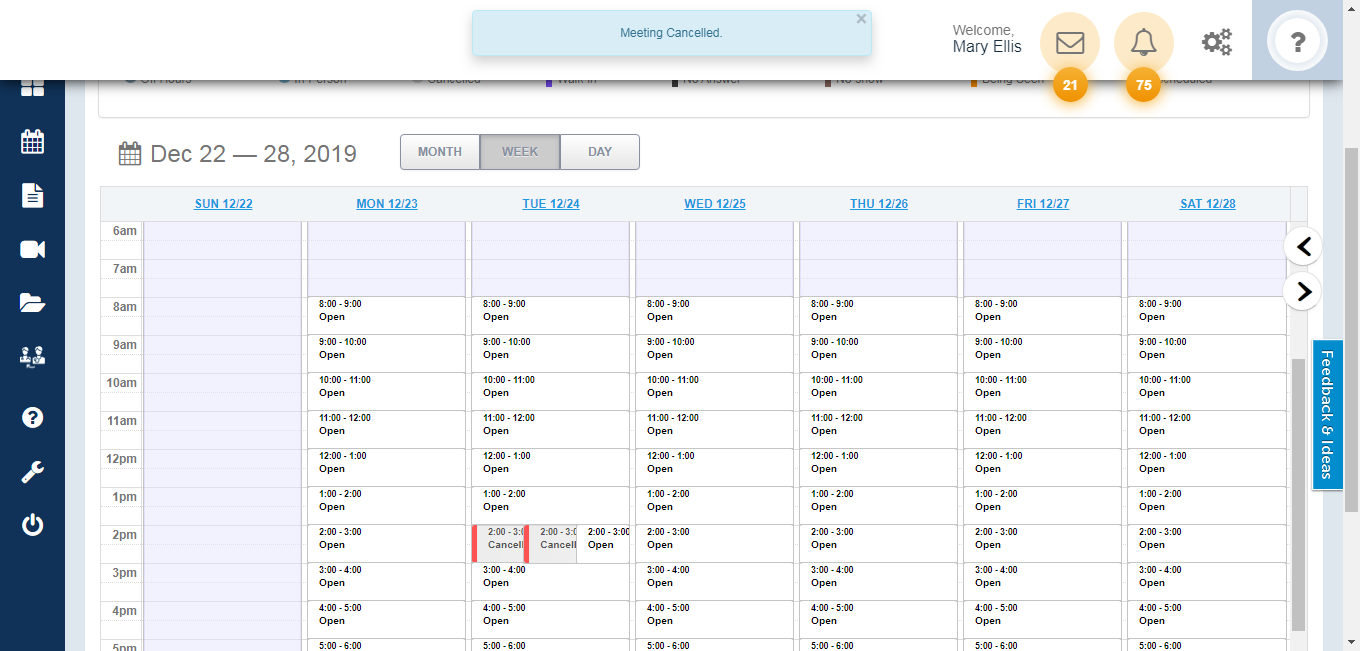 Meeting Cancelled.
×
Welcome,
Mary Ellis
21
75
?
Off Hours In Person Cancelled Walk-In No Answer No Show Being Seen
Dec 22 — 28, 2019
MONTH WEEK DAY
SUN 12/22 MON 12/23 TUE 12/24 WED 12/25 THU 12/26 FRI 12/27 SAT 12/28
6am
7am
8am 8:00 - 9:00 8:00 - 9:00 8:00 - 9:00 8:00 - 9:00 8:00 - 9:00 8:00 - 9:00
Open Open Open Open Open Open
9am 9:00 - 10:00 9:00 - 10:00 9:00 - 10:00 9:00 - 10:00 9:00 - 10:00 9:00 - 10:00
Open Open Open Open Open Open
10am 10:00 - 11:00 10:00 - 11:00 10:00 - 11:00 10:00 - 11:00 10:00 - 11:00 10:00 - 11:00
Open Open Open Open Open Open
11am 11:00 - 12:00 11:00 - 12:00 11:00 - 12:00 11:00 - 12:00 11:00 - 12:00 11:00 - 12:00
Open Open Open Open Open Open
12pm 12:00 - 1:00 12:00 - 1:00 12:00 - 1:00 12:00 - 1:00 12:00 - 1:00 12:00 - 1:00
Open Open Open Open Open Open
1pm 1:00 - 2:00 1:00 - 2:00 1:00 - 2:00 1:00 - 2:00 1:00 - 2:00 1:00 - 2:00
Open Open Open Open Open Open
2pm 2:00 - 3:00 2:00 - 3:0 2:00 - 3:0 2:00 - 3:00 2:00 - 3:00 2:00 - 3:00 2:00 - 3:00 2:00 - 3:00
Open Cancell Cancell Open Open Open Open Open
3pm 3:00 - 4:00 3:00 - 4:00 3:00 - 4:00 3:00 - 4:00 3:00 - 4:00 3:00 - 4:00
Open Open Open Open Open Open
4pm 4:00 - 5:00 4:00 - 5:00 4:00 - 5:00 4:00 - 5:00 4:00 - 5:00 4:00 - 5:00
Open Open Open Open Open Open
5pm 5:00 - 6:00 5:00 - 6:00 5:00 - 6:00 5:00 - 6:00 5:00 - 6:00 5:00 - 6:00
Feedback & Ideas